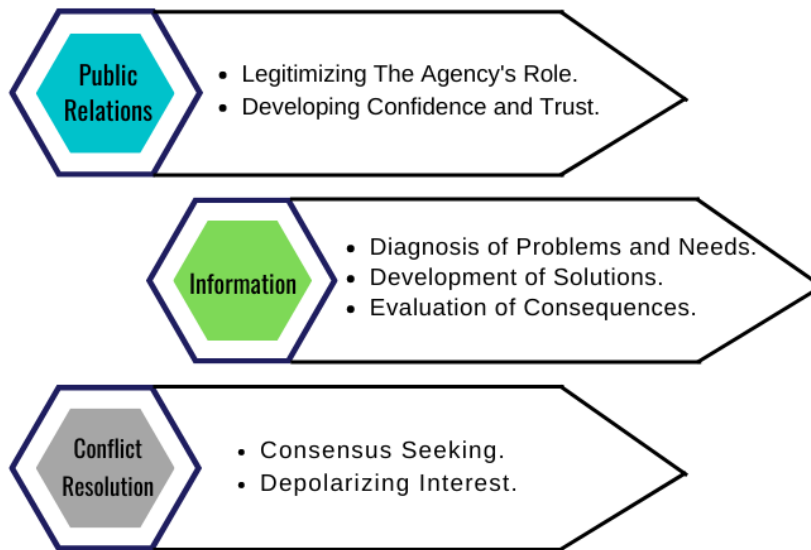 Public
Relations
• Legitimizing The Agency's Role.
• Developing Confidence and Trust.
Information
• Diagnosis of Problems and Needs.
• Development of Solutions.
• Evaluation of Consequences.
Conflict
Resolution
• Consensus Seeking.
• Depolarizing Interest.